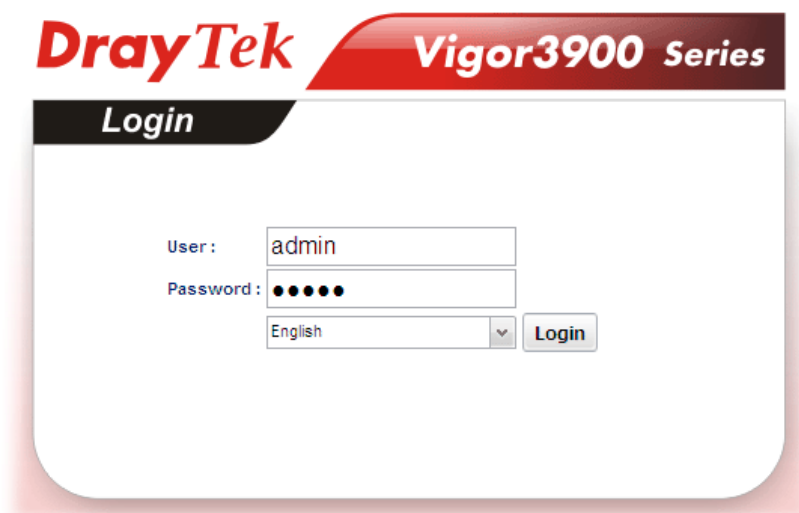 DrayTek Vigor3900 Series
Login
User: admin
Password: ●●●●●
English Login